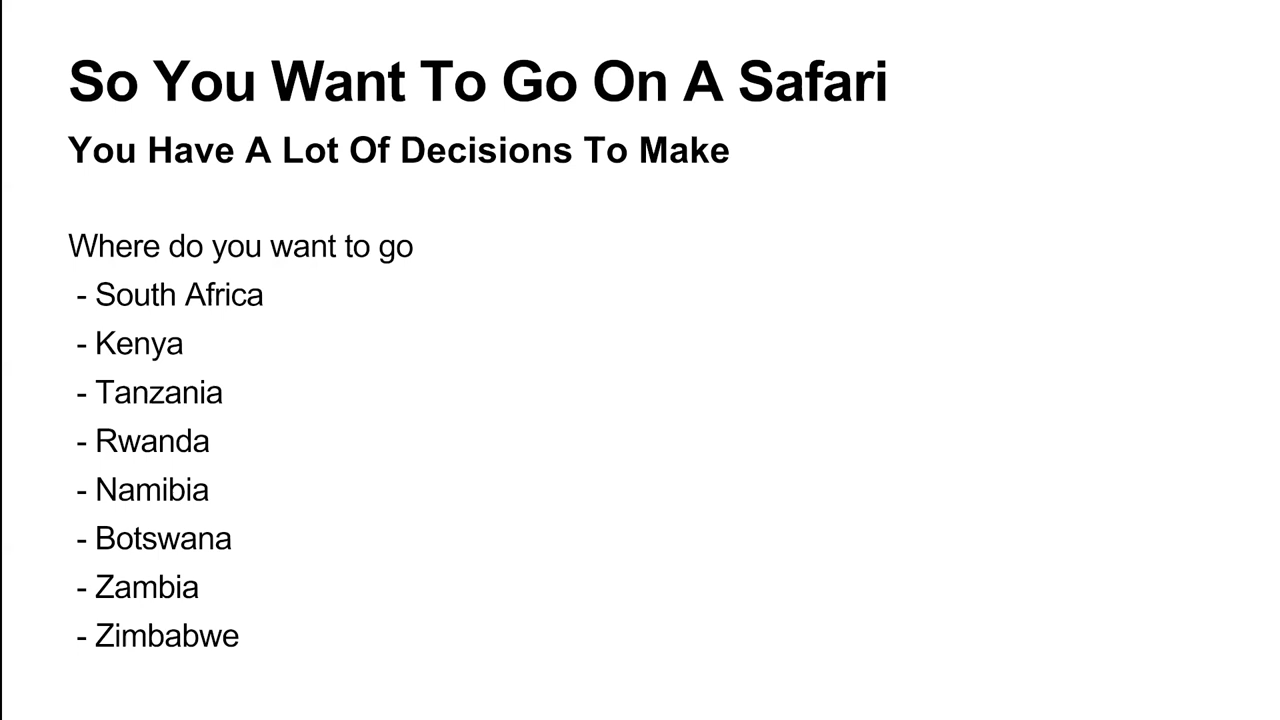 So You Want To Go On A Safari
You Have A Lot Of Decisions To Make
Where do you want to go
- South Africa
- Kenya
- Tanzania
- Rwanda
- Namibia
- Botswana
- Zambia
- Zimbabwe